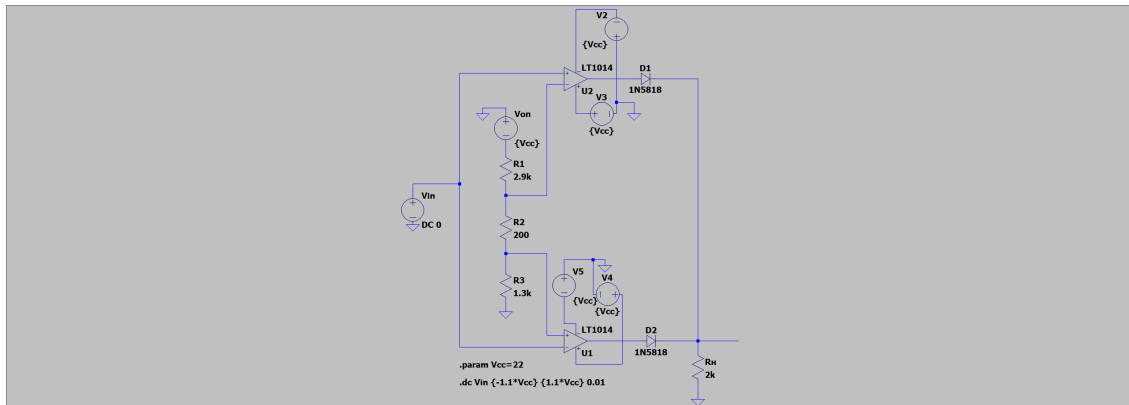 V2
{Vcc}
LT1014
D1
U2
1N5818
V3
{Vcc}
Von
{Vcc}
R1
2.9k
Vin
DC 0
R2
200
R3
1.3k
V5
{Vcc}
V4
{Vcc}
LT1014
D2
U1
1N5818
Rн
2k
.param Vcc=22
.dc Vin {-1.1*Vcc} {1.1*Vcc} 0.01